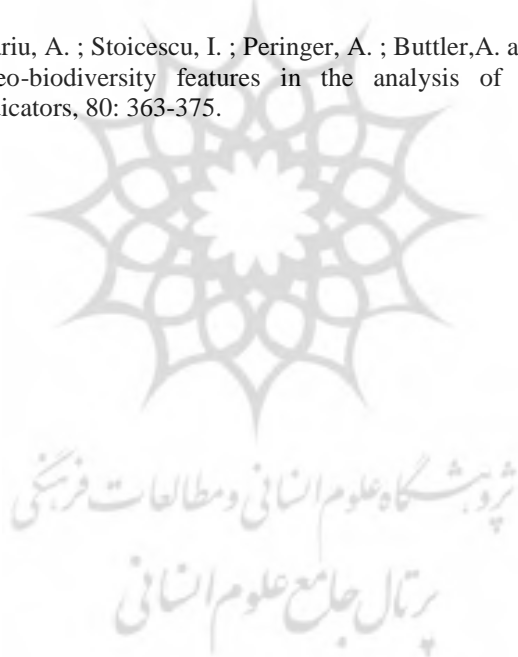 ariu, A. ; Stoicescu, I. ; Peringer, A. ; Buttler,A. a
eo-biodiversity features in the analysis of
licators, 80: 363-375.
پژوهشگاه علوم انسانی و مطالعات فرهنگی
پرتال جامع علوم انسانی